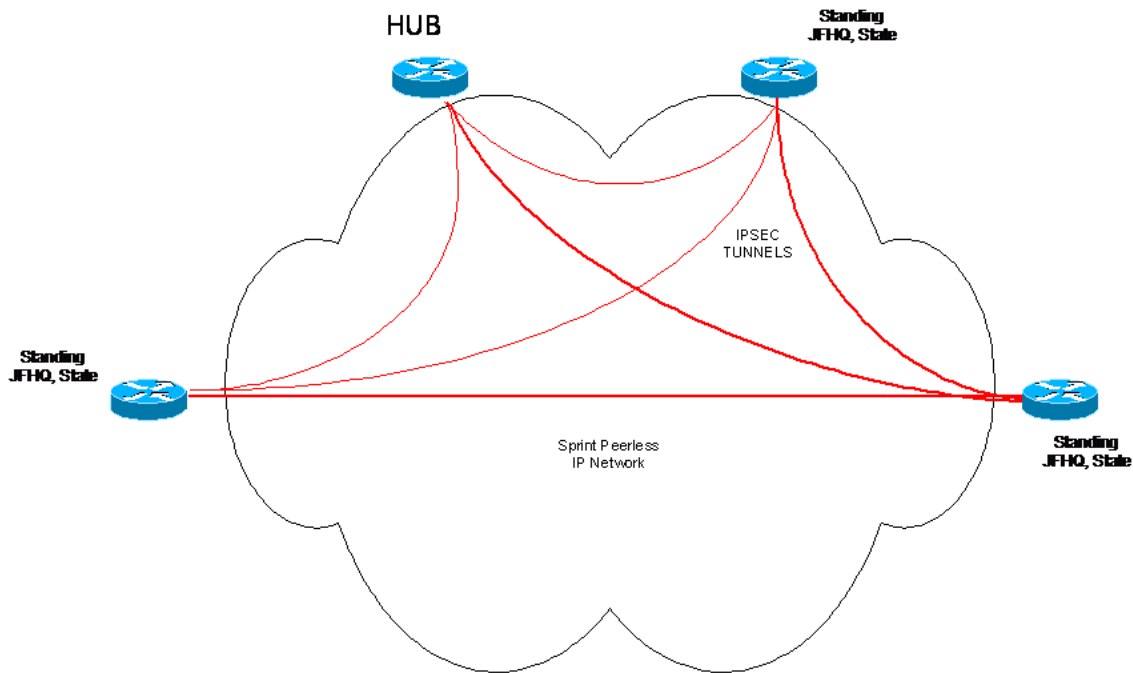 HUB
Standing
JFHQ, State
IPSEC
TUNNELS
Standing
JFHQ, State
Sprint Peerless
IP Network
Standing
JFHQ, State